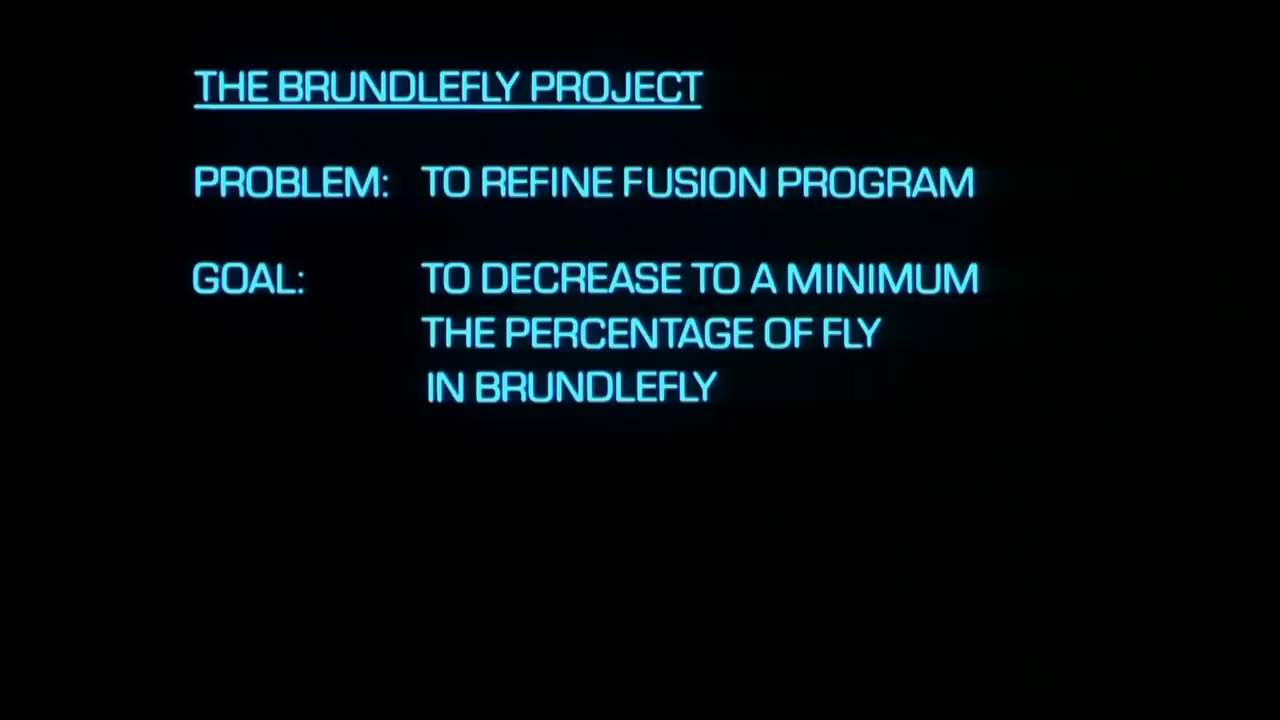 THE BRUNDLEFLY PROJECT
PROBLEM: TO REFINE FUSION PROGRAM
GOAL: TO DECREASE TO A MINIMUM
THE PERCENTAGE OF FLY
IN BRUNDLEFLY